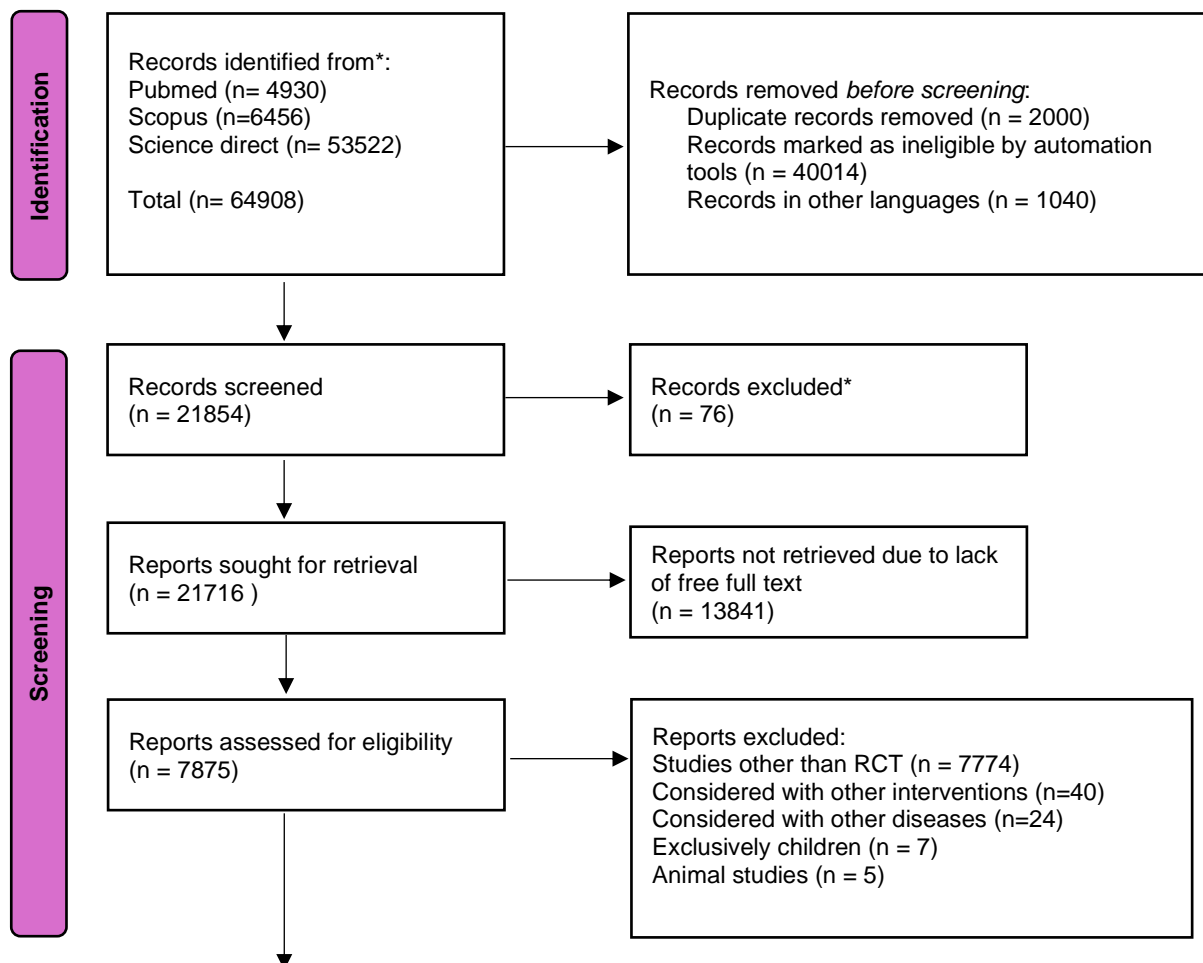 Identification
Records identified from*:
Pubmed (n= 4930)
Scopus (n=6456)
Science direct (n= 53522)
Total (n= 64908)
Records removed before screening:
Duplicate records removed (n = 2000)
Records marked as ineligible by automation
tools (n = 40014)
Records in other languages (n = 1040)
Screening
Records screened
(n = 21854)
Records excluded*
(n = 76)
Reports sought for retrieval
(n = 21716 )
Reports not retrieved due to lack
of free full text
(n = 13841)
Reports assessed for eligibility
(n = 7875)
Reports excluded:
Studies other than RCT (n = 7774)
Considered with other interventions (n=40)
Considered with other diseases (n=24)
Exclusively children (n = 7)
Animal studies (n = 5)